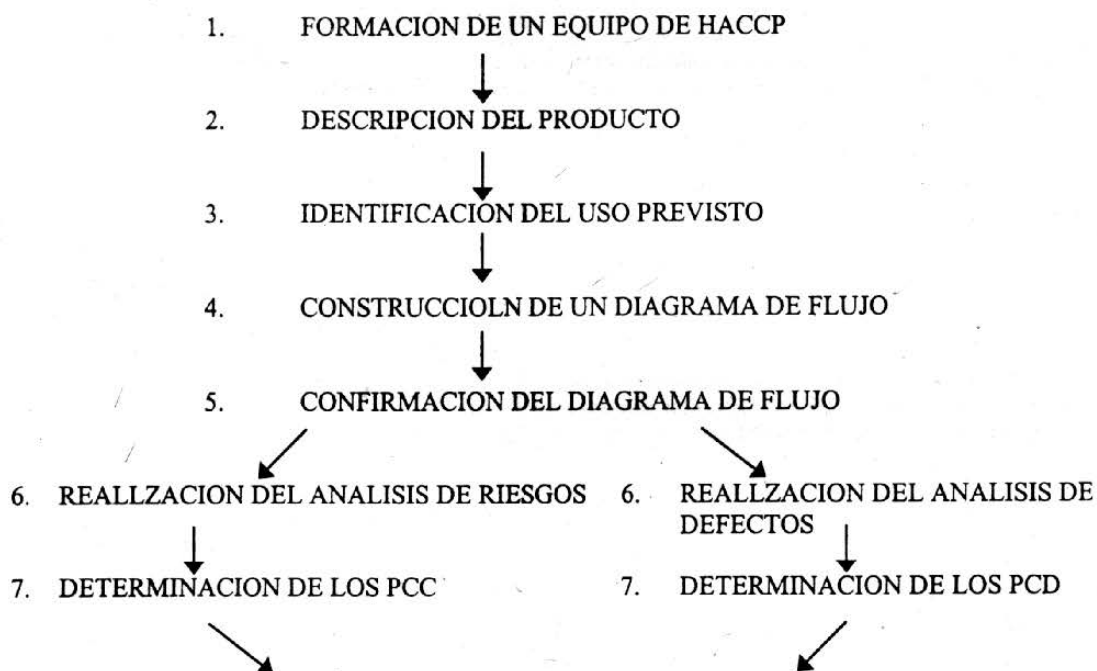 1. FORMACION DE UN EQUIPO DE HACCP
2. DESCRIPCION DEL PRODUCTO
3. IDENTIFICACION DEL USO PREVISTO
4. CONSTRUCCIOLN DE UN DIAGRAMA DE FLUJO
5. CONFIRMACION DEL DIAGRAMA DE FLUJO
6. REALLZACION DEL ANALISIS DE RIESGOS
7. DETERMINACION DE LOS PCC
6. REALLZACION DEL ANALISIS DE
DEFECTOS
7. DETERMINACION DE LOS PCD